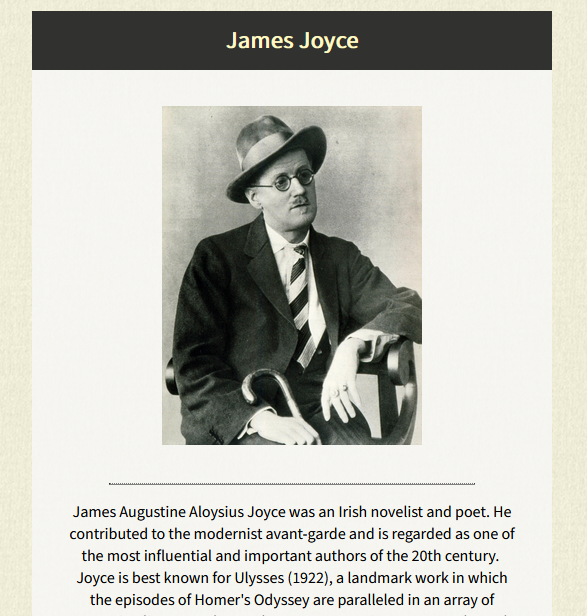 James Joyce
James Augustine Aloysius Joyce was an Irish novelist and poet. He
contributed to the modernist avant-garde and is regarded as one of
the most influential and important authors of the 20th century.
Joyce is best known for Ulysses (1922), a landmark work in which
the episodes of Homer's Odyssey are paralleled in an array of